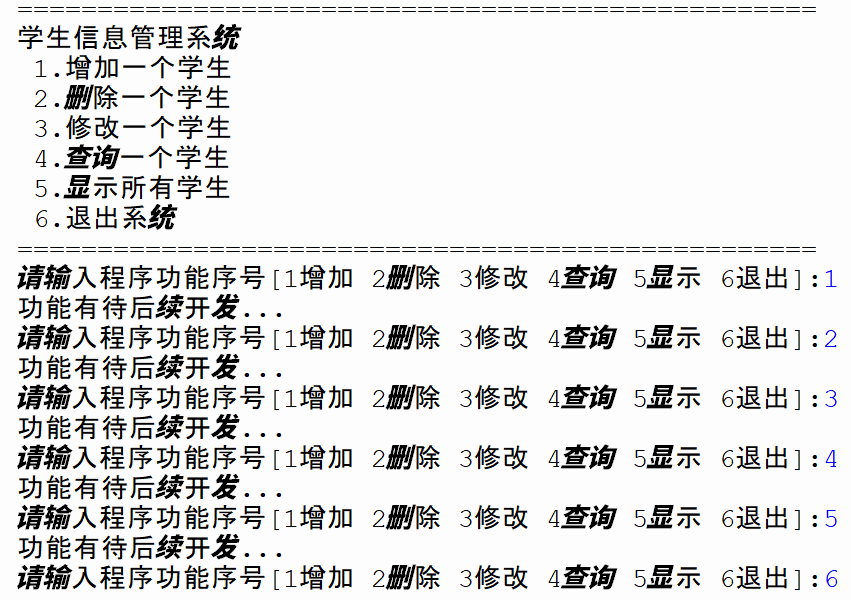 ==================================================
学生信息管理系统
1.增加一个学生
2.删除一个学生
3.修改一个学生
4.查询一个学生
5.显示所有学生
6.退出系统
==================================================
请输入程序功能序号[1增加 2删除 3修改 4查询 5显示 6退出]:1
功能有待后续开发...
请输入程序功能序号[1增加 2删除 3修改 4查询 5显示 6退出]:2
功能有待后续开发...
请输入程序功能序号[1增加 2删除 3修改 4查询 5显示 6退出]:3
功能有待后续开发...
请输入程序功能序号[1增加 2删除 3修改 4查询 5显示 6退出]:4
功能有待后续开发...
请输入程序功能序号[1增加 2删除 3修改 4查询 5显示 6退出]:5
功能有待后续开发...
请输入程序功能序号[1增加 2删除 3修改 4查询 5显示 6退出]:6